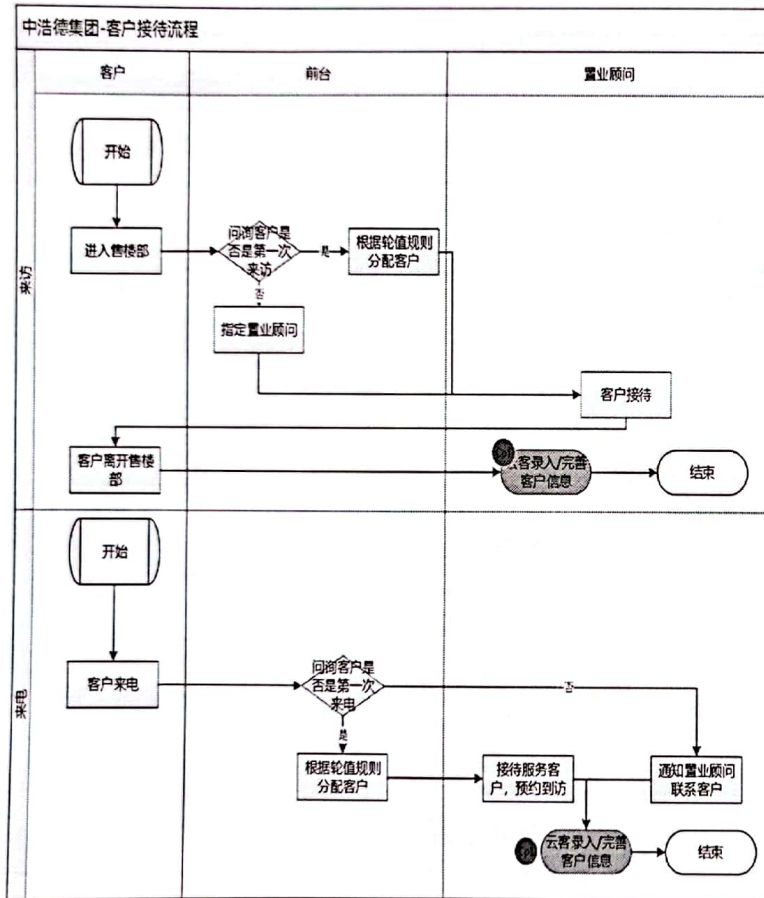 中浩德集团-客户接待流程
客户
前台
置业顾问
来访
开始
进入售楼部
问询客户是
否是第一次
来访
是
根据轮值规则
分配客户
否
指定置业顾问
客户接待
客户离开售楼
部
云客录入/完善
客户信息
结束
来电
开始
客户来电
问询客户是
否是第一次
来电
否
是
根据轮值规则
分配客户
接待服务客
户，预约到访
通知置业顾问
联系客户
云客录入/完善
客户信息
结束